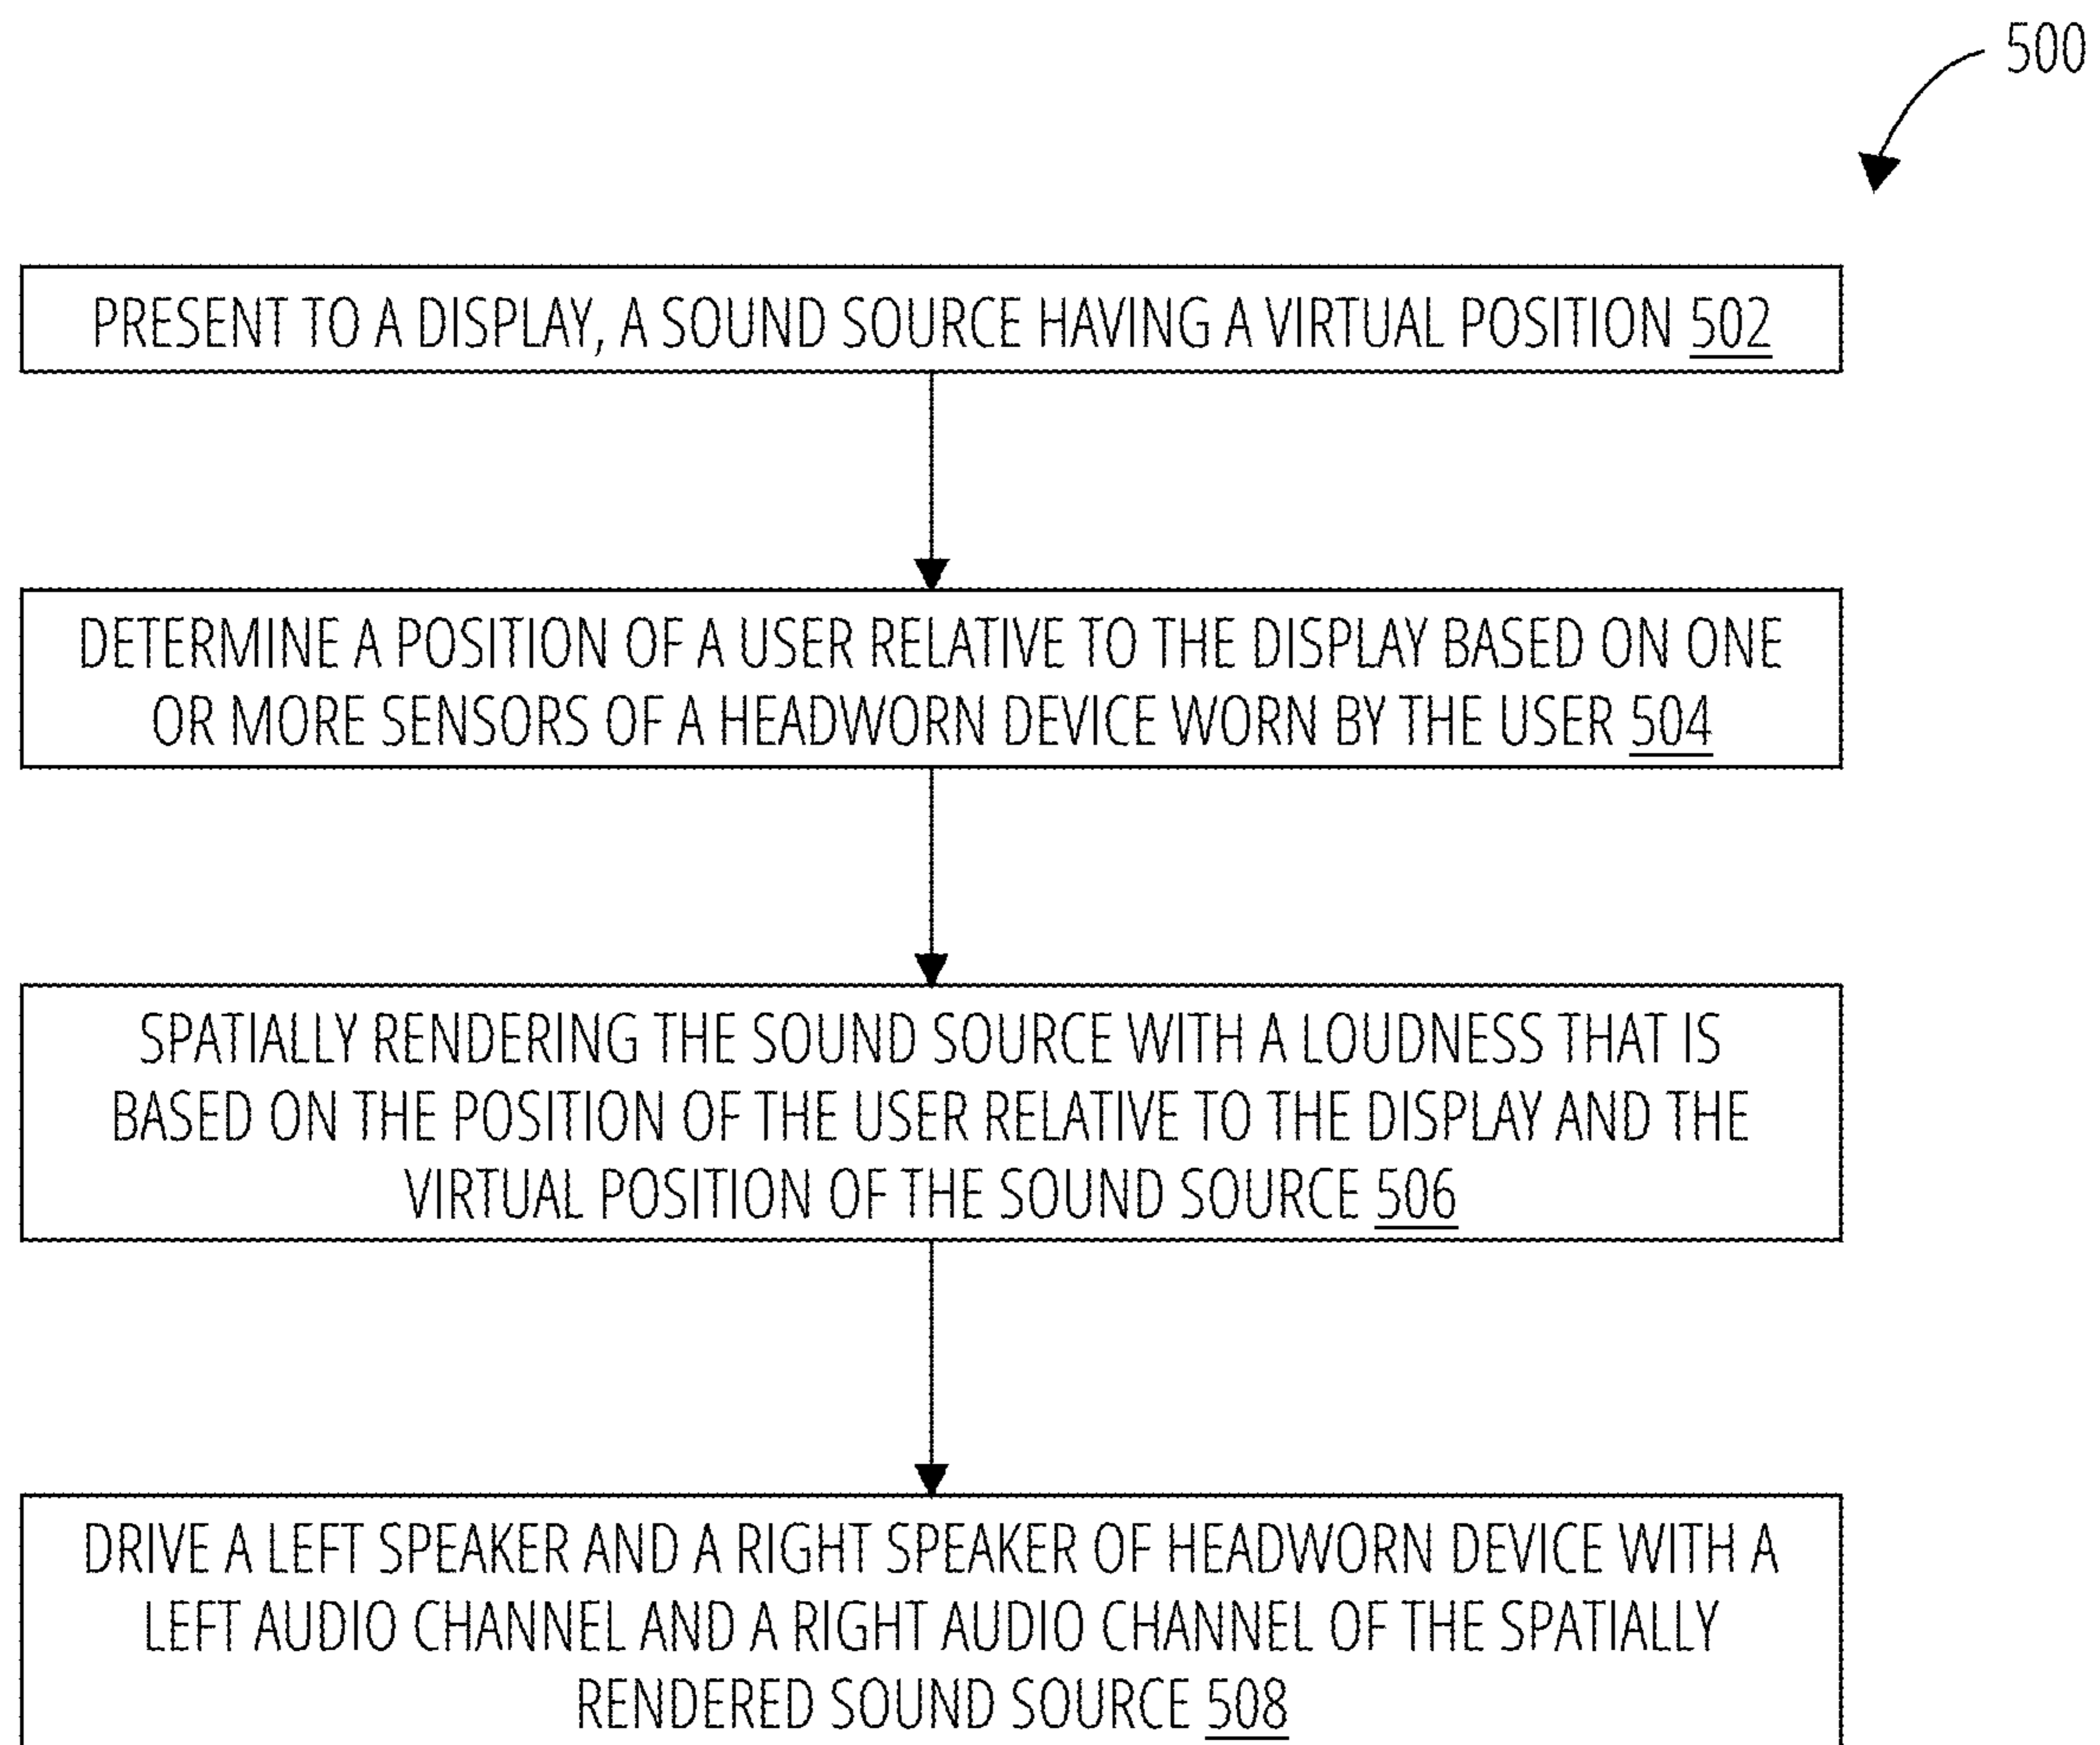 500
PRESENT TO A DISPLAY, A SOUND SOURCE HAVING A VIRTUAL POSITION 502
DETERMINE A POSITION OF A USER RELATIVE TO THE DISPLAY BASED ON ONE
OR MORE SENSORS OF A HEADWORN DEVICE WORN BY THE USER 504
SPATIALLY RENDERING THE SOUND SOURCE WITH A LOUDNESS THAT IS
BASED ON THE POSITION OF THE USER RELATIVE TO THE DISPLAY AND THE
VIRTUAL POSITION OF THE SOUND SOURCE 506
DRIVE A LEFT SPEAKER AND A RIGHT SPEAKER OF HEADWORN DEVICE WITH A
LEFT AUDIO CHANNEL AND A RIGHT AUDIO CHANNEL OF THE SPATIALLY
RENDERED SOUND SOURCE 508